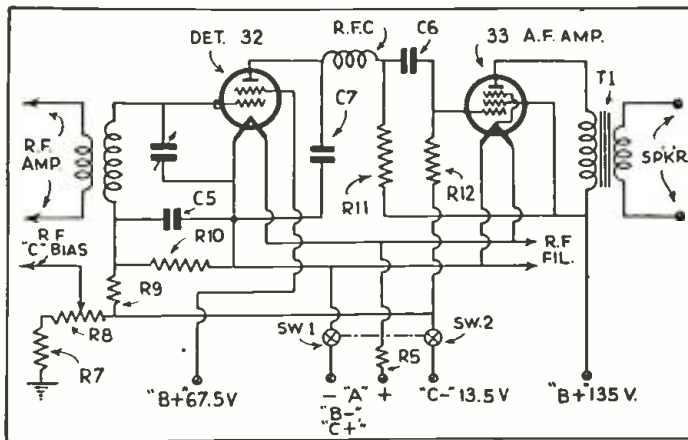 DET. 32
R.F.C
C6
33 A.F. AMP.
T1
C7
R.F.
AMP
SP'K'R
C5
R11
R12
R.F
"C" BIAS
R10
R.F
FIL.
R9
R8
SW.1
SW.2
R5
R7
"B+" 67.5V
- "A" +
"B-"
"C+"
"C-" 13.5 V
"B+" 135 V.